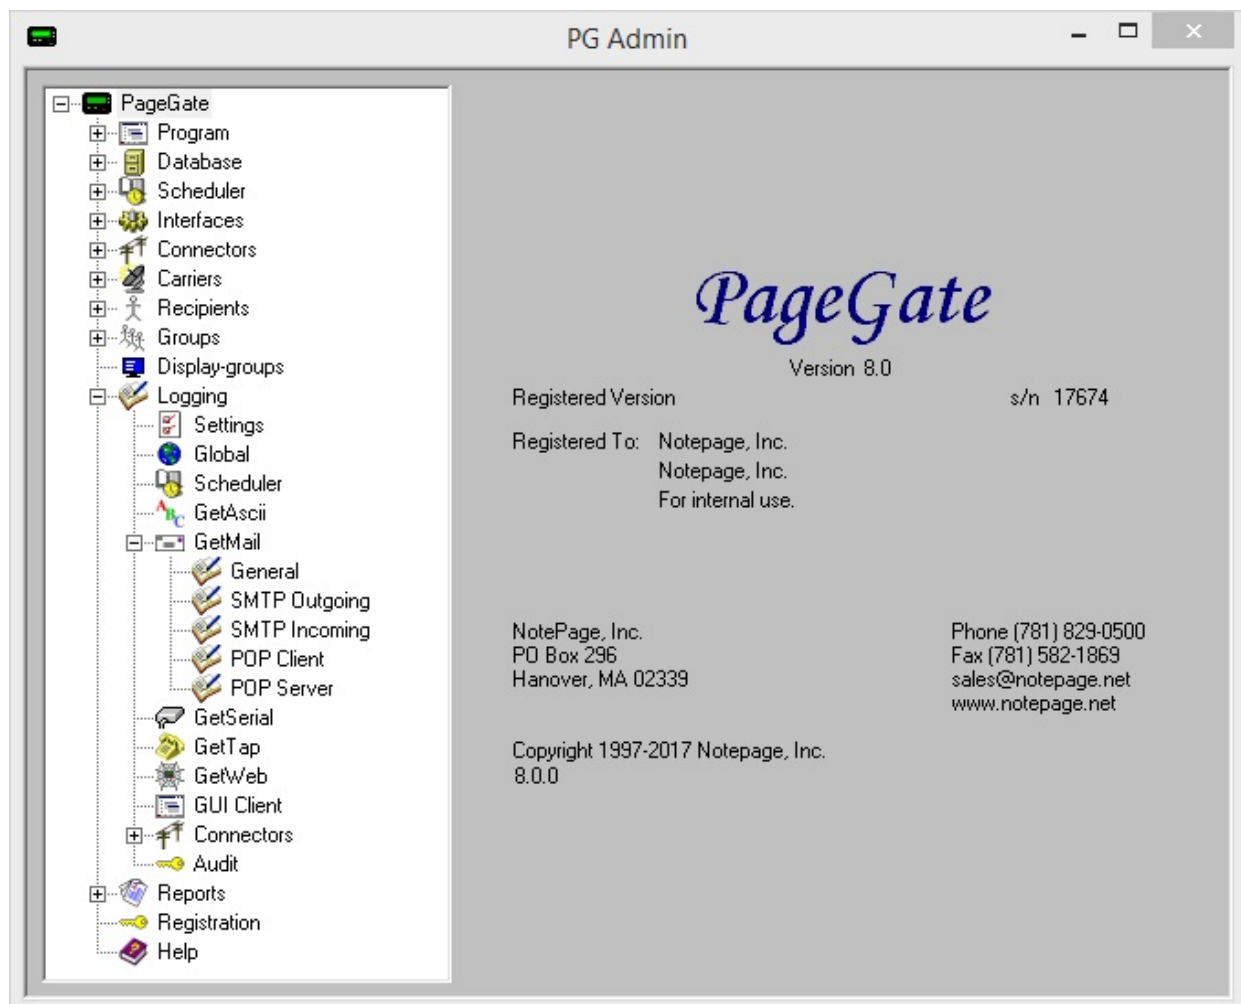 PG Admin
PageGate
Program
Database
Scheduler
Interfaces
Connectors
Carriers
Recipients
Groups
Display-groups
Logging
Settings
Global
Scheduler
ABC GetAscii
GetMail
General
SMTP Outgoing
SMTP Incoming
POP Client
POP Server
GetSerial
GetTap
GetWeb
GUI Client
Connectors
Audit
Reports
Registration
Help
PageGate
Version 8.0
Registered Version s/n 17674
Registered To: Notepage, Inc.
Notepage, Inc.
For internal use.
NotePage, Inc.
PO Box 296
Hanover, MA 02339
Phone (781) 829-0500
Fax (781) 582-1869
sales@notepage.net
www.notepage.net
Copyright 1997-2017 Notepage, Inc.
8.0.0